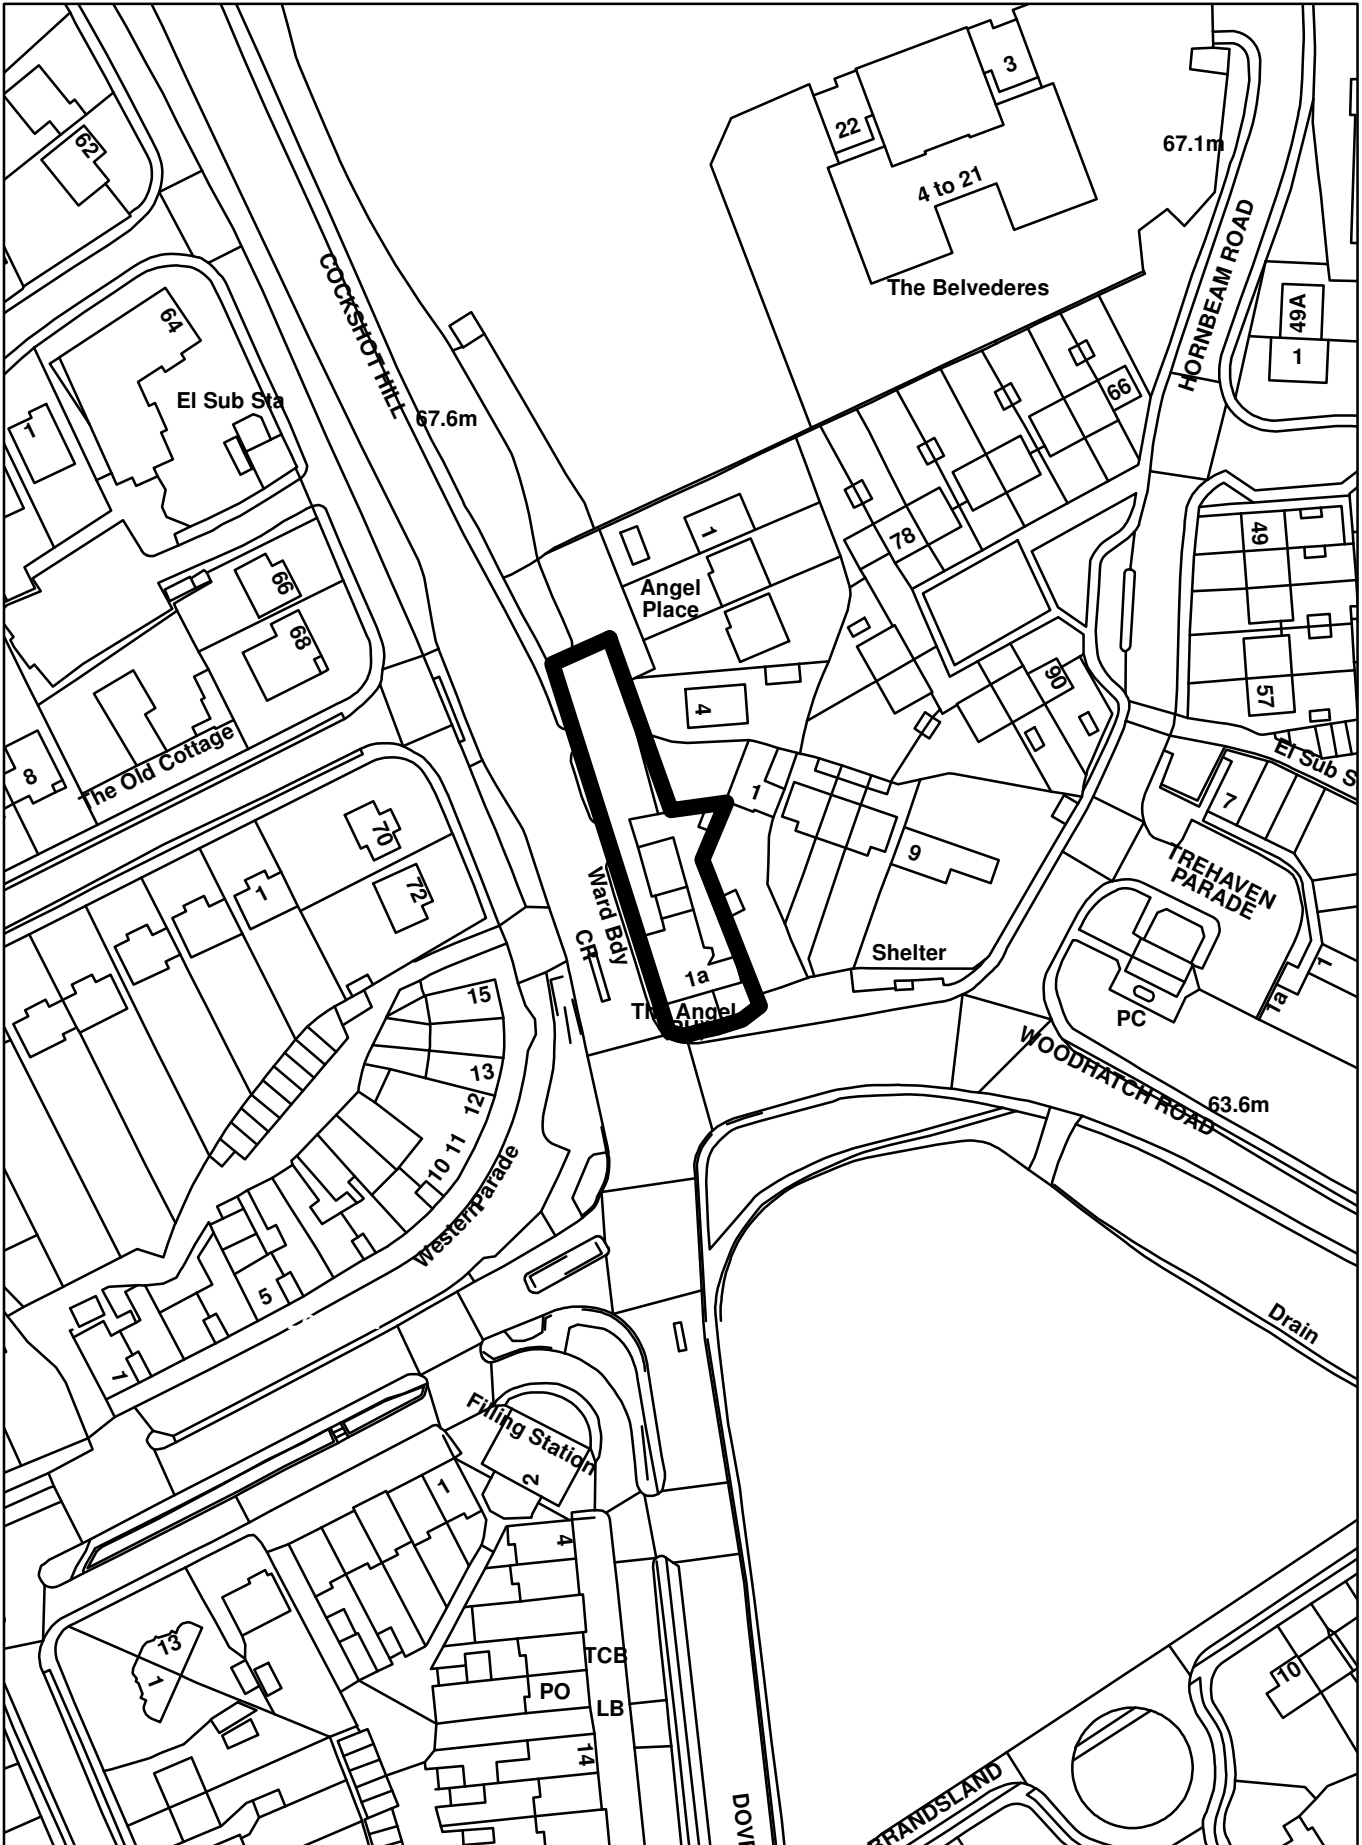 3
22
67.1m
62
4 to 21
HORNBEAM ROAD
COCKSHOT HILL
The Belvederes
49A
64
1
66
El Sub Sta
67.6m
1
1
78
49
Angel
Place
66
68
90
57
4
The Old Cottage
8
El Sub S
1
7
70
9
TREHAVEN
PARADE
72
1
Ward Bdy
CR
Shelter
1
1a
15
1a
The Angel
PC
WOODHATCH ROAD
13
63.6m
12
11
10
Western Parade
5
Drain
1
Filling Station
2
1
4
13
1
TCB
PO
LB
10
14
RRANDSLAND
DOV